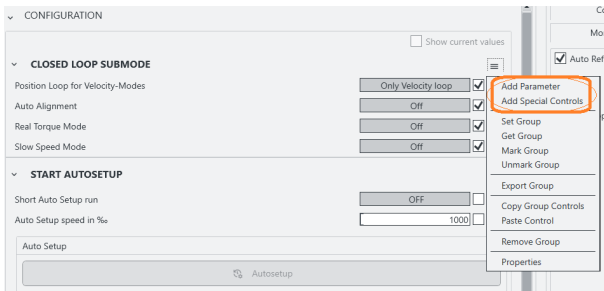 CONFIGURATION
Show current values
CLOSED LOOP SUBMODE
Position Loop for Velocity-Modes Only Velocity loop
Auto Alignment Off
Real Torque Mode Off
Slow Speed Mode Off
START AUTOSETUP
Short Auto Setup run OFF
Auto Setup speed in ‰ 1000
Auto Setup
Autosetup
Add Parameter
Add Special Controls
Set Group
Get Group
Mark Group
Unmark Group
Export Group
Copy Group Controls
Paste Control
Remove Group
Properties
Co
Mo
Auto Ref